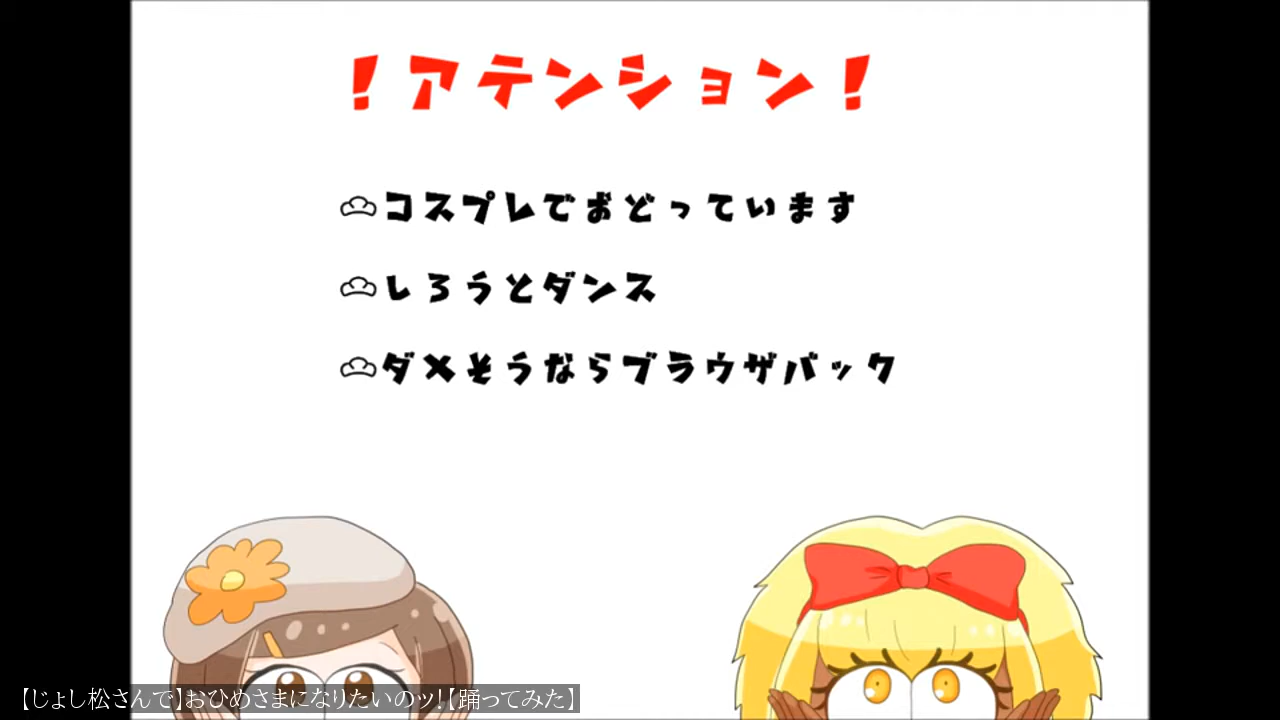 ！アテンション！
コスプレでおどっています
しろうとダンス
ダメそうならブラウザバック
【じょし松さんで】おひめさまになりたいのッ！【踊ってみた】